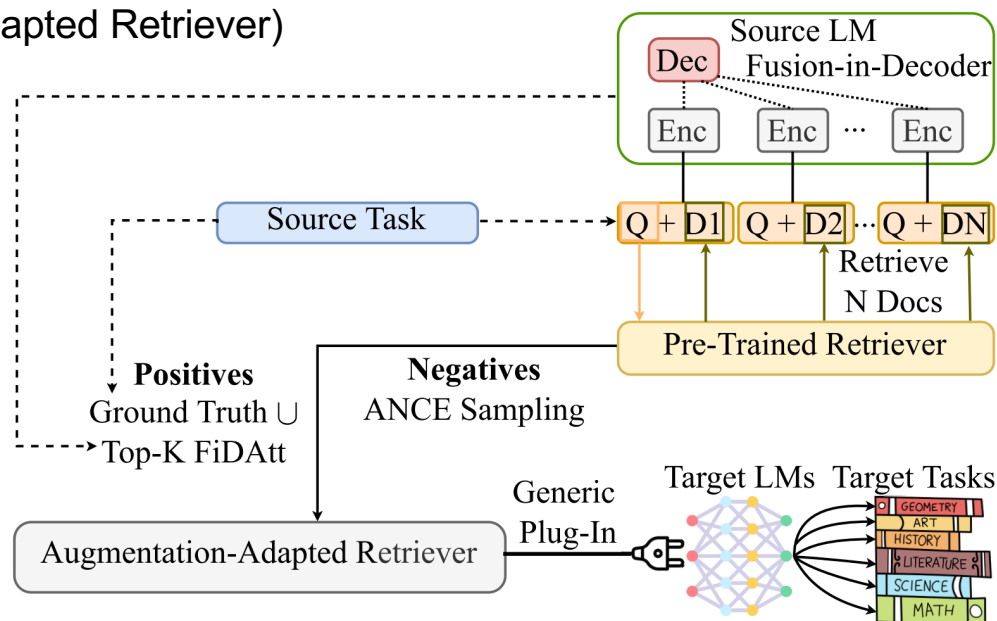 apted Retriever)
Source LM
Dec Fusion-in-Decoder
Enc Enc ... Enc
Source Task
Q + D1 Q + D2 ... Q + DN
Retrieve
N Docs
Pre-Trained Retriever
Positives
Ground Truth ∪
Top-K FiDAtt
Negatives
ANCE Sampling
Augmentation-Adapted Retriever
Generic
Plug-In
Target LMs
Target Tasks
GEOMETRY
ART
HISTORY
LITERATURE
SCIENCE
MATH